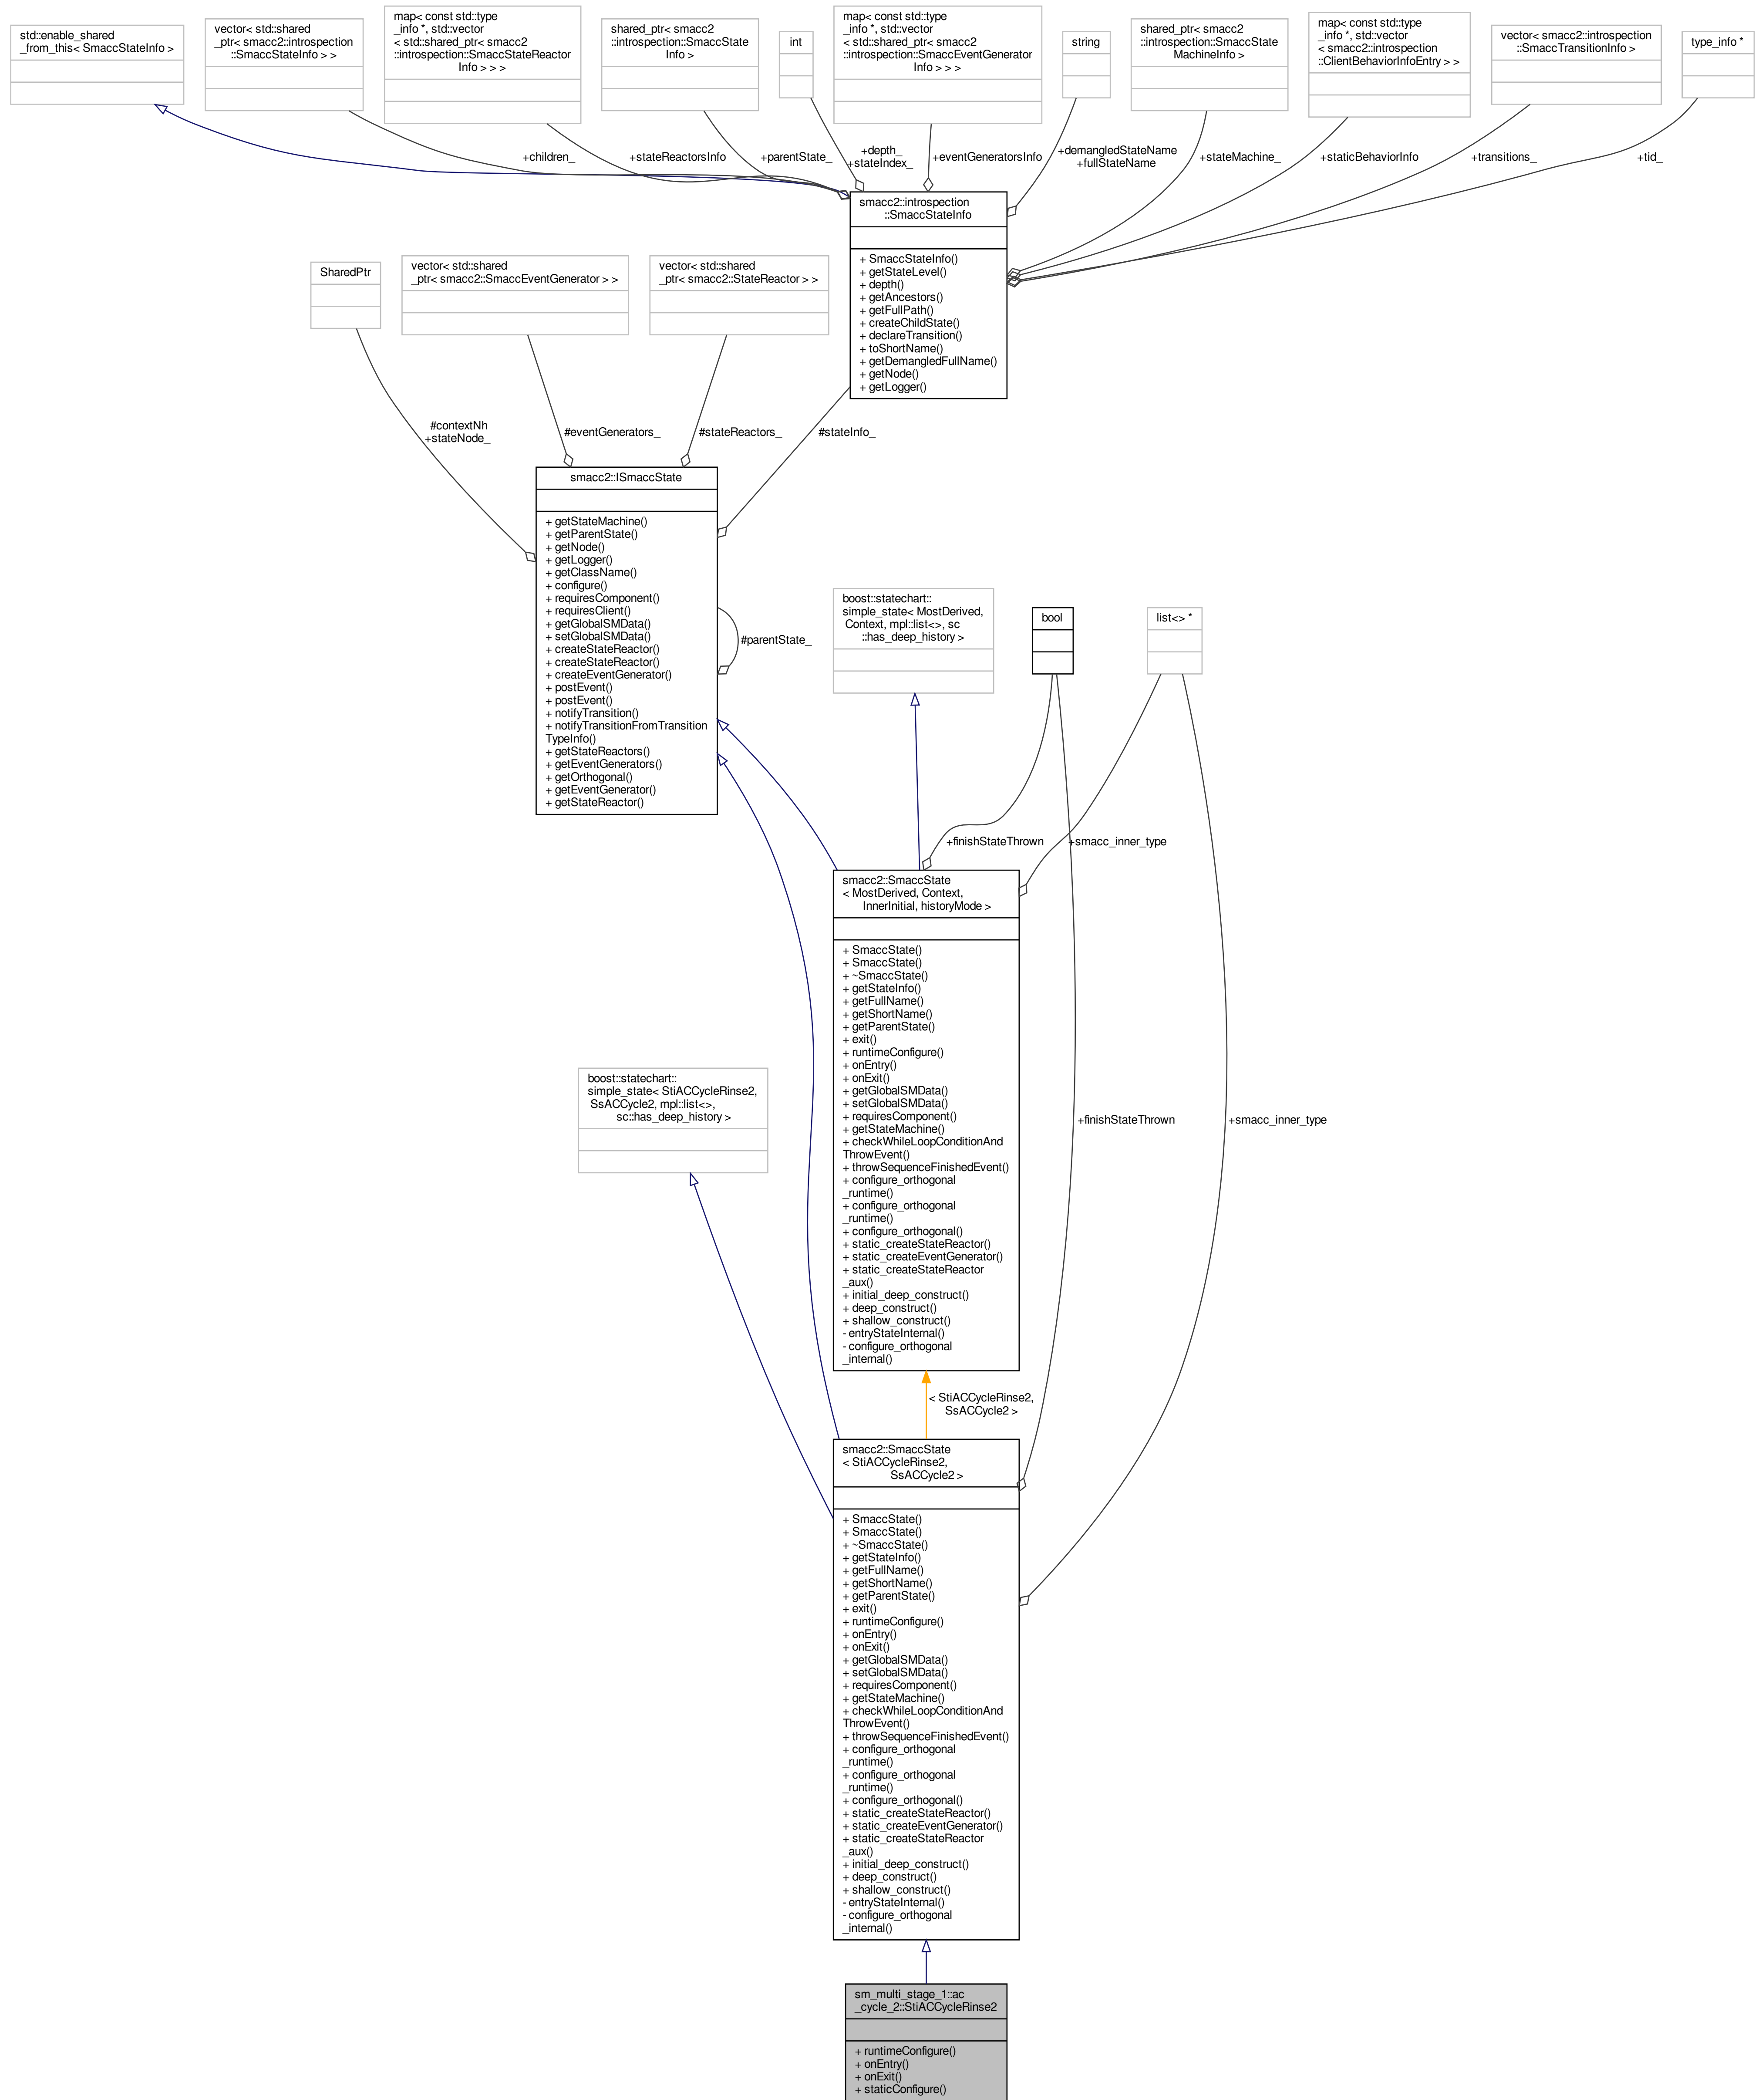 std::enable_shared
_from_this< SmaccStateInfo >
vector< std::shared
_ptr< smacc2::introspection
::SmaccStateInfo > >
map< const std::type
_info *, std::vector
< std::shared_ptr< smacc2
::introspection::SmaccStateReactor
Info > > >
shared_ptr< smacc2
::introspection::SmaccState
Info >
int
map< const std::type
_info *, std::vector
< std::shared_ptr< smacc2
::introspection::SmaccEventGenerator
Info > > >
string
shared_ptr< smacc2
::introspection::SmaccState
MachineInfo >
map< const std::type
_info *, std::vector
< smacc2::introspection
::ClientBehaviorInfoEntry > >
vector< smacc2::introspection
::SmaccTransitionInfo >
type_info *
+children_
+stateReactorsInfo
+parentState_
+depth_
+stateIndex_
+eventGeneratorsInfo
+demangledStateName
+fullStateName
+stateMachine_
+staticBehaviorInfo
+transitions_
+tid_
smacc2::introspection
::SmaccStateInfo
+ SmaccStateInfo()
+ getStateLevel()
+ depth()
+ getAncestors()
+ getFullPath()
+ createChildState()
+ declareTransition()
+ toShortName()
+ getDemangledFullName()
+ getNode()
+ getLogger()
SharedPtr
vector< std::shared
_ptr< smacc2::SmaccEventGenerator > >
vector< std::shared
_ptr< smacc2::StateReactor > >
#contextNh
+stateNode_
#eventGenerators_
#stateReactors_
#stateInfo_
smacc2::ISmaccState
+ getStateMachine()
+ getParentState()
+ getNode()
+ getLogger()
+ getClassName()
+ configure()
+ requiresComponent()
+ requiresClient()
+ getGlobalSMData()
+ setGlobalSMData()
+ createStateReactor()
+ createStateReactor()
+ createEventGenerator()
+ postEvent()
+ postEvent()
+ notifyTransition()
+ notifyTransitionFromTransition
TypeInfo()
+ getStateReactors()
+ getEventGenerators()
+ getOrthogonal()
+ getEventGenerator()
+ getStateReactor()
#parentState_
boost::statechart::
simple_state< MostDerived,
Context, mpl::list<>, sc
::has_deep_history >
bool
list<> *
+finishStateThrown
+smacc_inner_type
smacc2::SmaccState
< MostDerived, Context,
InnerInitial, historyMode >
+ SmaccState()
+ SmaccState()
+ ~SmaccState()
+ getStateInfo()
+ getFullName()
+ getShortName()
+ getParentState()
+ exit()
+ runtimeConfigure()
+ onEntry()
+ onExit()
+ getGlobalSMData()
+ setGlobalSMData()
+ requiresComponent()
+ getStateMachine()
+ checkWhileLoopConditionAnd
ThrowEvent()
+ throwSequenceFinishedEvent()
+ configure_orthogonal
_runtime()
+ configure_orthogonal
_runtime()
+ configure_orthogonal()
+ static_createStateReactor()
+ static_createEventGenerator()
+ static_createStateReactor
_aux()
+ initial_deep_construct()
+ deep_construct()
+ shallow_construct()
- entryStateInternal()
- configure_orthogonal
_internal()
boost::statechart::
simple_state< StiACCycleRinse2,
SsACCycle2, mpl::list<>,
sc::has_deep_history >
+finishStateThrown
+smacc_inner_type
< StiACCycleRinse2,
SsACCycle2 >
smacc2::SmaccState
< StiACCycleRinse2,
SsACCycle2 >
+ SmaccState()
+ SmaccState()
+ ~SmaccState()
+ getStateInfo()
+ getFullName()
+ getShortName()
+ getParentState()
+ exit()
+ runtimeConfigure()
+ onEntry()
+ onExit()
+ getGlobalSMData()
+ setGlobalSMData()
+ requiresComponent()
+ getStateMachine()
+ checkWhileLoopConditionAnd
ThrowEvent()
+ throwSequenceFinishedEvent()
+ configure_orthogonal
_runtime()
+ configure_orthogonal
_runtime()
+ configure_orthogonal()
+ static_createStateReactor()
+ static_createEventGenerator()
+ static_createStateReactor
_aux()
+ initial_deep_construct()
+ deep_construct()
+ shallow_construct()
- entryStateInternal()
- configure_orthogonal
_internal()
sm_multi_stage_1::ac
_cycle_2::StiACCycleRinse2
+ runtimeConfigure()
+ onEntry()
+ onExit()
+ staticConfigure()